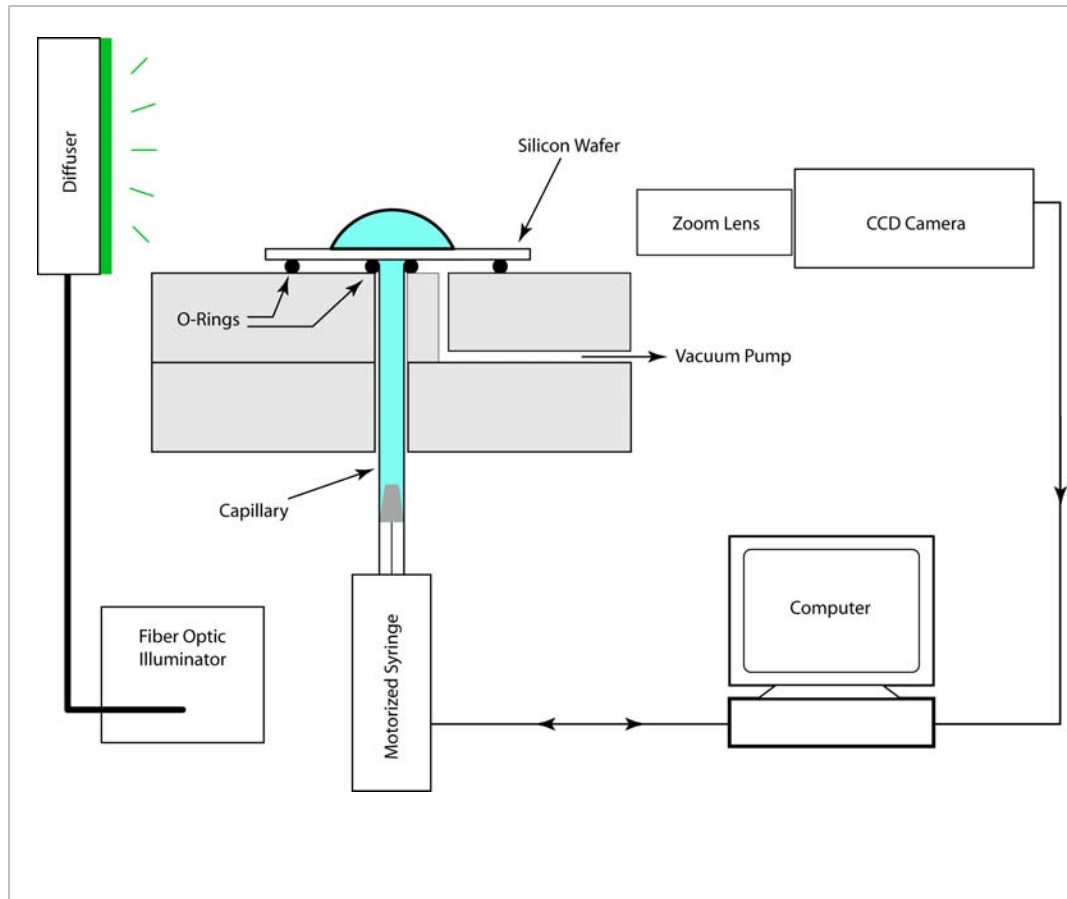 Diffuser
Silicon Wafer
Zoom Lens
CCD Camera
O-Rings
Vacuum Pump
Capillary
Fiber Optic
Illuminator
Motorized Syringe
Computer